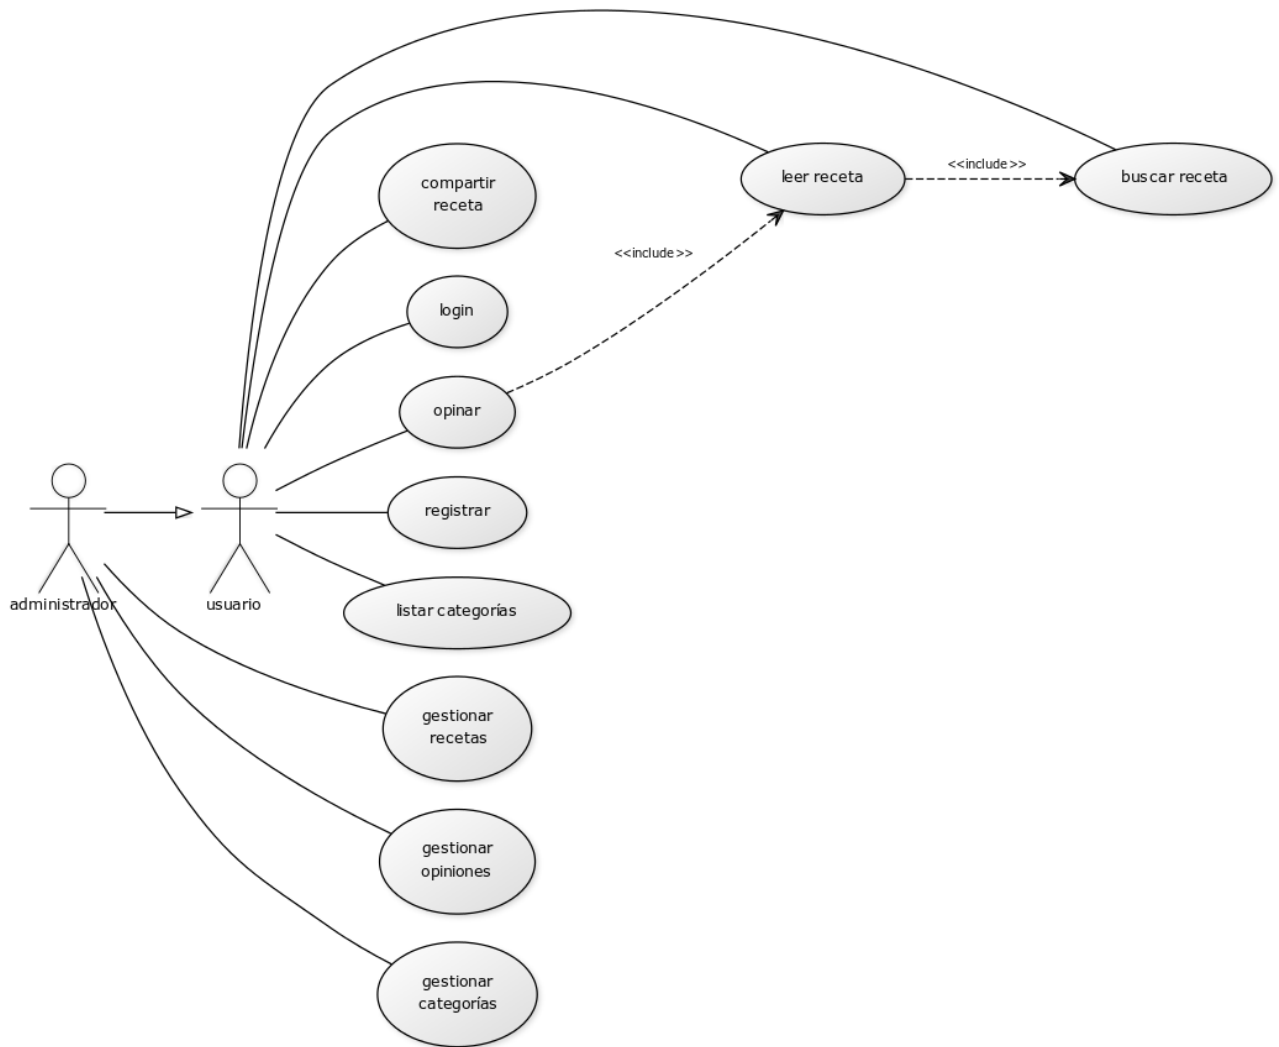 compartir
receta
leer receta
<<include>>
buscar receta
<<include>>
login
opinar
registrar
administrador
usuario
listar categorías
gestionar
recetas
gestionar
opiniones
gestionar
categorías